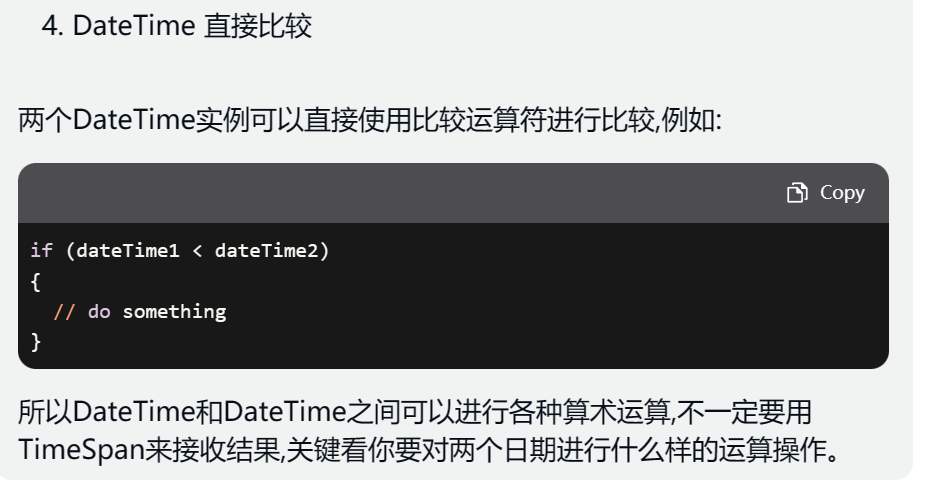 4. DateTime 直接比较
两个DateTime实例可以直接使用比较运算符进行比较,例如:
Copy
if (dateTime1 < dateTime2)
{
  // do something
}
所以DateTime和DateTime之间可以进行各种算术运算,不一定要用
TimeSpan来接收结果,关键看你要对两个日期进行什么样的运算操作。